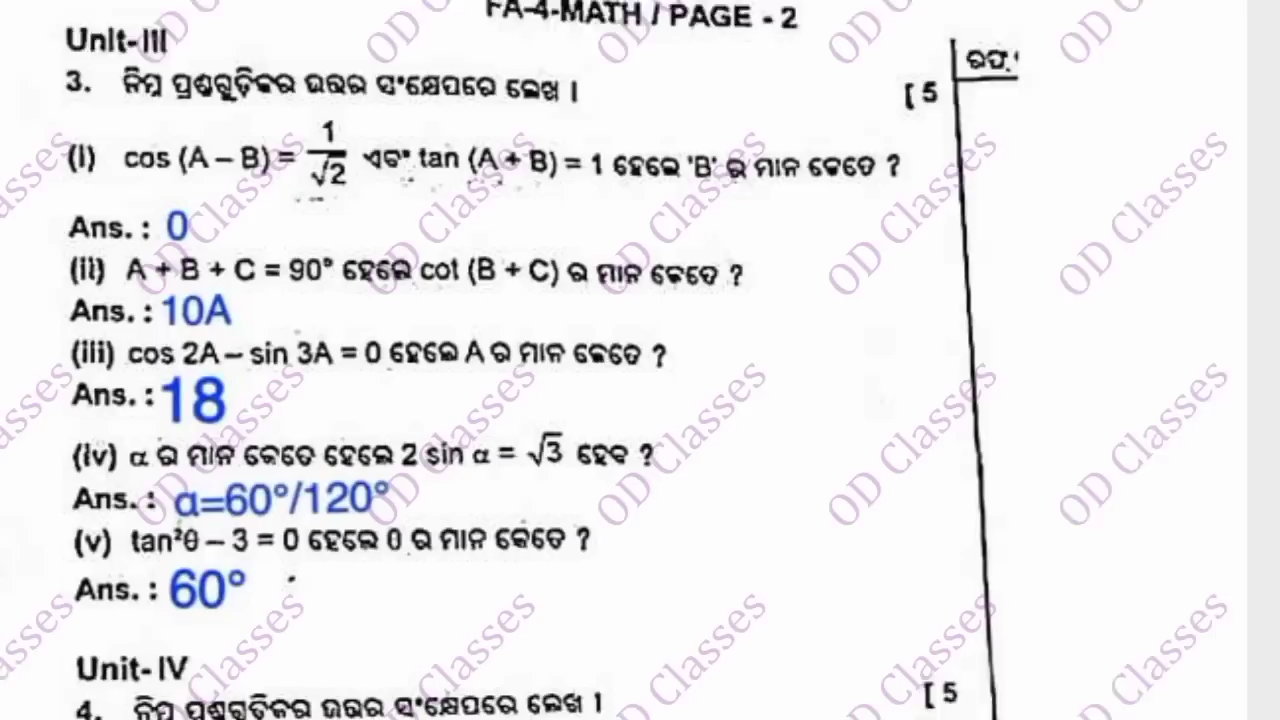 FA-4-MATH / PAGE - 2
Unit-III
3. ନିମ୍ନ ପ୍ରଶ୍ନଗୁଡ଼ିକର ଉତ୍ତର ସଂକ୍ଷେପରେ ଲେଖ । [ 5
(i) cos (A – B) = 1/√2 ଏବଂ tan (A + B) = 1 ହେଲେ 'B' ର ମାନ କେତେ ?
Ans. : 0
(ii) A + B + C = 90° ହେଲେ cot (B + C) ର ମାନ କେତେ ?
Ans. : 10A
(iii) cos 2A – sin 3A = 0 ହେଲେ A ର ମାନ କେତେ ?
Ans. : 18
(iv) α ର ମାନ କେତେ ହେଲେ 2 sin α = √3 ହେବ ?
Ans. : α=60°/120°
(v) tan²θ – 3 = 0 ହେଲେ θ ର ମାନ କେତେ ?
Ans. : 60°
Unit- IV
4. ନିମ୍ନ ପ୍ରଶ୍ନଗୁଡ଼ିକର ଉତ୍ତର ସଂକ୍ଷେପରେ ଲେଖ । [ 5
OD Classes